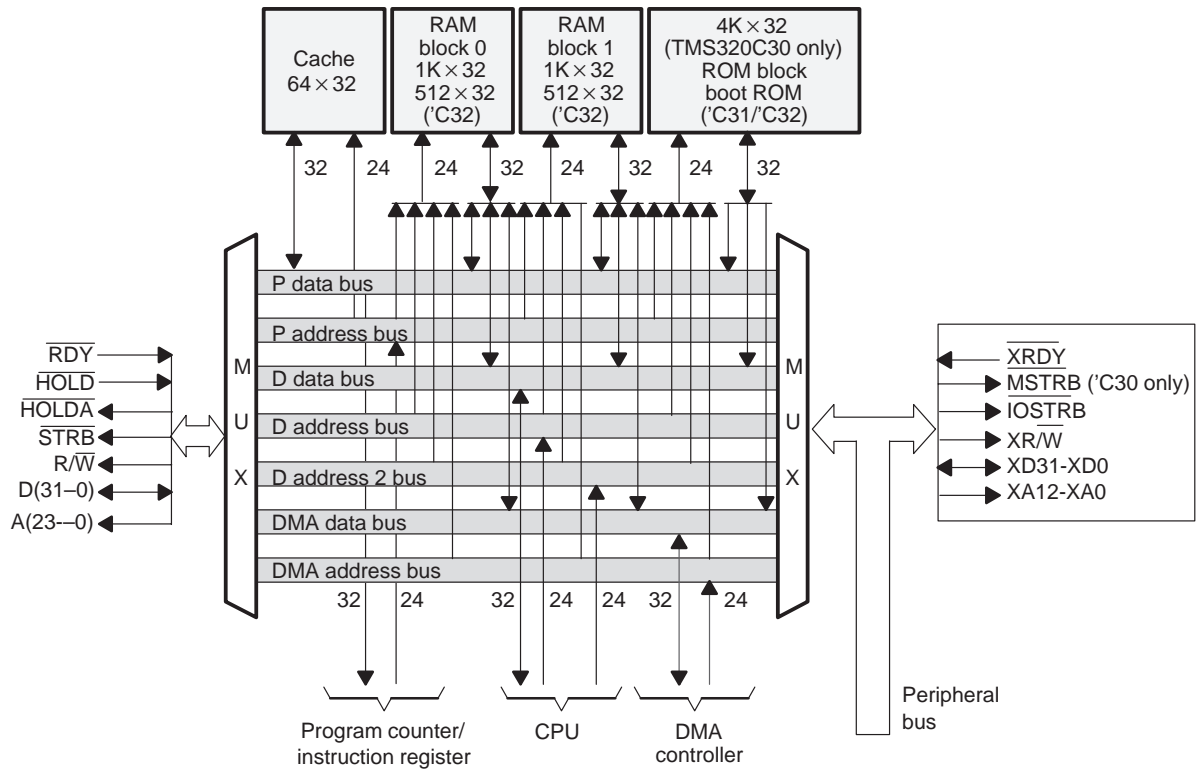 Cache
64 × 32
RAM
block 0
1K × 32
512 × 32
('C32)
RAM
block 1
1K × 32
512 × 32
('C32)
4K × 32
(TMS320C30 only)
ROM block
boot ROM
('C31/'C32)
32 24 24 32 24 32 24 32
P data bus
P address bus
D data bus
D address bus
D address 2 bus
DMA data bus
DMA address bus
M
U
X
M
U
X
RDY
HOLD
HOLDA
STRB
R/W
D(31–0)
A(23-–0)
XRDY
MSTRB ('C30 only)
IOSTRB
XR/W
XD31-XD0
XA12-XA0
32 24 32 24 24 32 24
Program counter/
instruction register
CPU
DMA
controller
Peripheral
bus